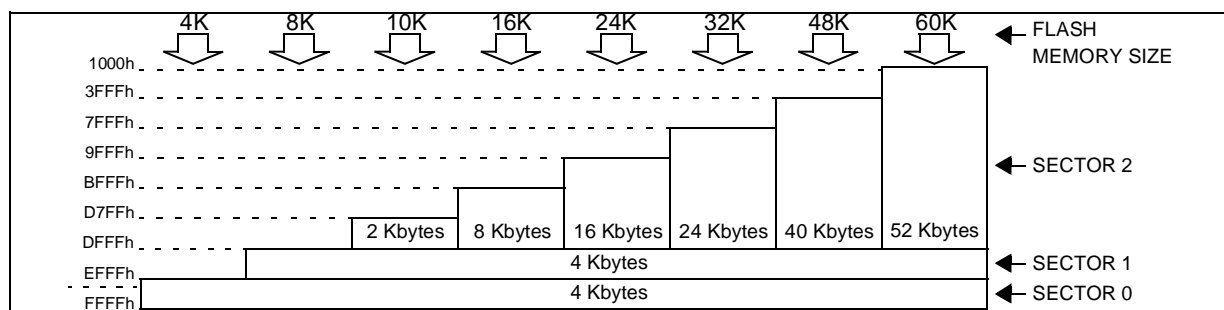 4K 8K 10K 16K 24K 32K 48K 60K FLASH
MEMORY SIZE
1000h
3FFFh
7FFFh
9FFFh
SECTOR 2
BFFFh
D7FFh
2 Kbytes 8 Kbytes 16 Kbytes 24 Kbytes 40 Kbytes 52 Kbytes
DFFFh
4 Kbytes SECTOR 1
EFFFh
4 Kbytes SECTOR 0
FFFFh